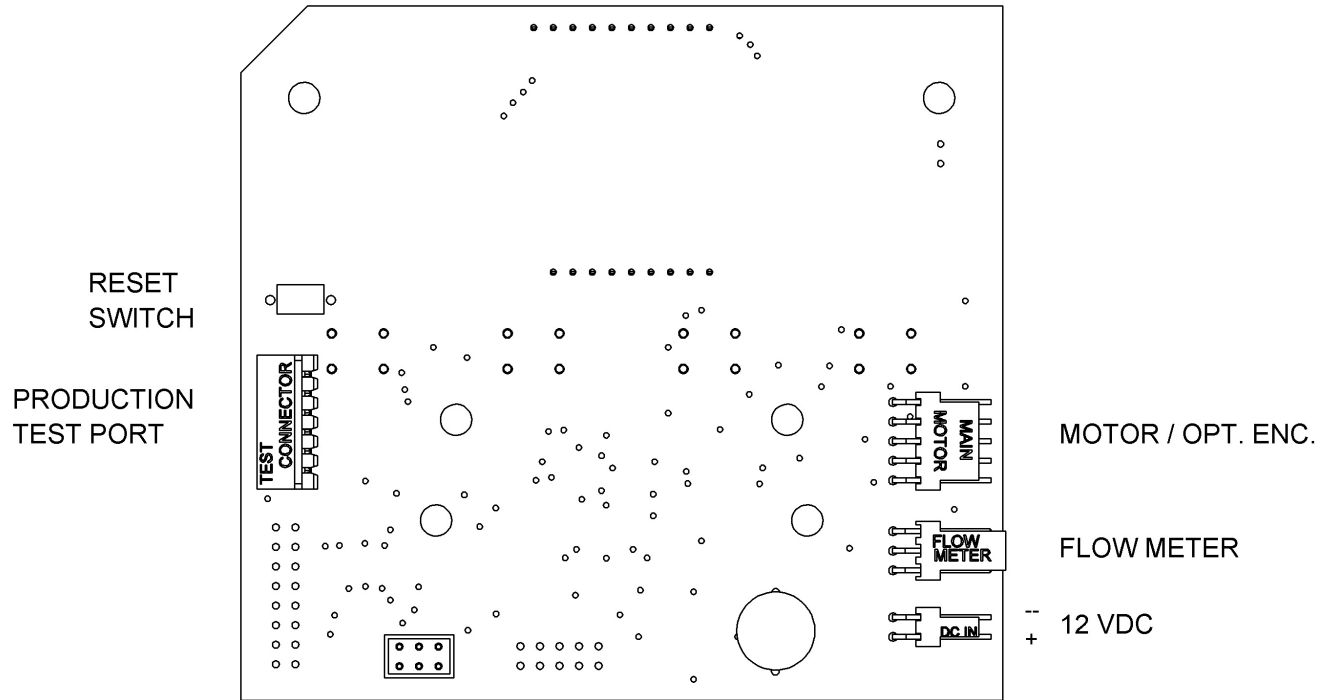 RESET
SWITCH
PRODUCTION
TEST PORT
TEST
CONNECTOR
MAIN
MOTOR
MOTOR / OPT. ENC.
FLOW
METER
FLOW METER
DC IN
--
+
12 VDC